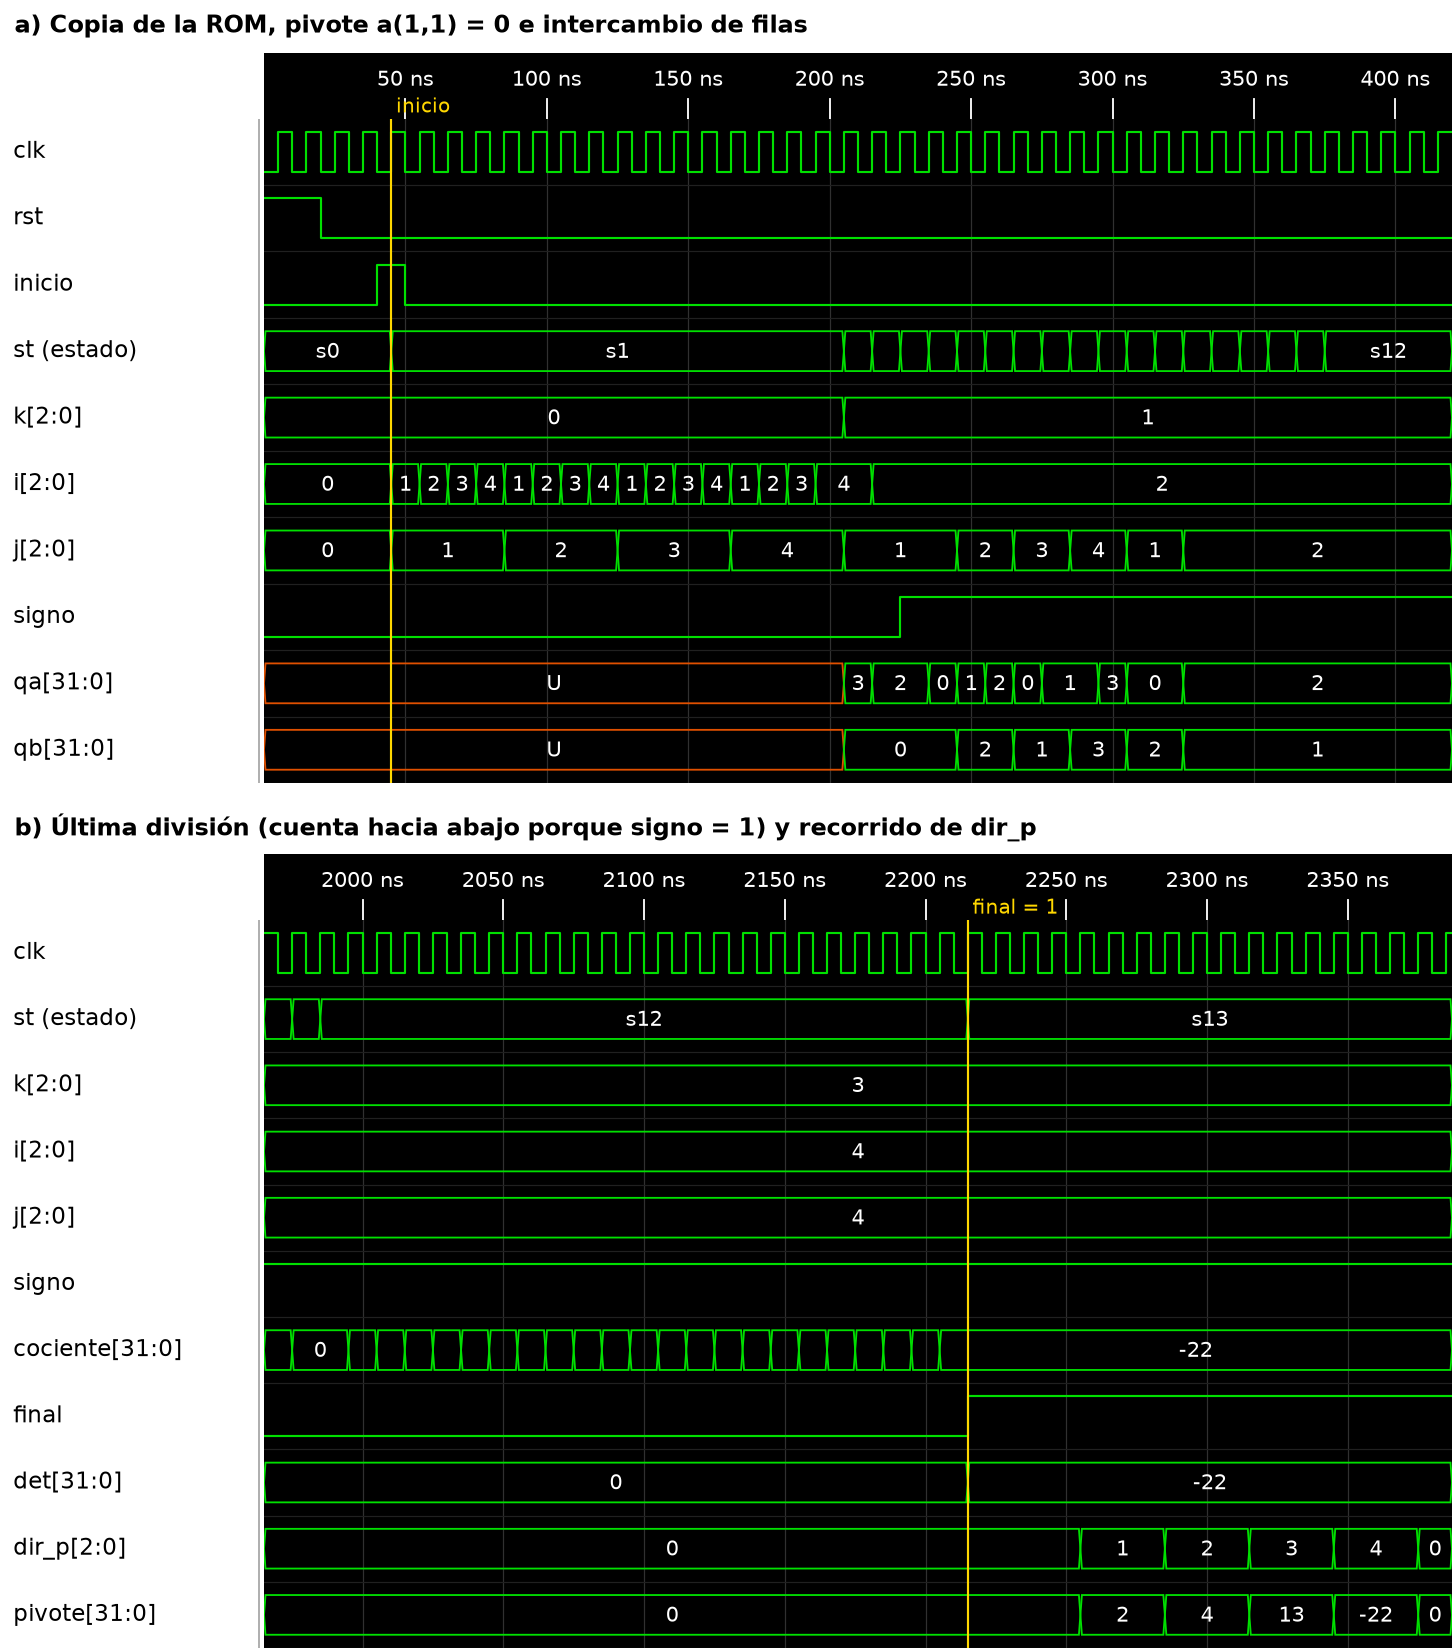 a) Copia de la ROM, pivote a(1,1) = 0 e intercambio de filas
50 ns 100 ns 150 ns 200 ns 250 ns 300 ns 350 ns 400 ns
inicio
clk
rst
inicio
st (estado) s0 s1 s12
k[2:0] 0 1
i[2:0] 0 1 2 3 4 1 2 3 4 1 2 3 4 1 2 3 4 2
j[2:0] 0 1 2 3 4 1 2 3 4 1 2
signo
qa[31:0] U 3 2 0 1 2 0 1 3 0 2
qb[31:0] U 0 2 1 3 2 1
b) Última división (cuenta hacia abajo porque signo = 1) y recorrido de dir_p
2000 ns 2050 ns 2100 ns 2150 ns 2200 ns 2250 ns 2300 ns 2350 ns
final = 1
clk
st (estado) s12 s13
k[2:0] 3
i[2:0] 4
j[2:0] 4
signo
cociente[31:0] 0 -22
final
det[31:0] 0 -22
dir_p[2:0] 0 1 2 3 4 0
pivote[31:0] 0 2 4 13 -22 0